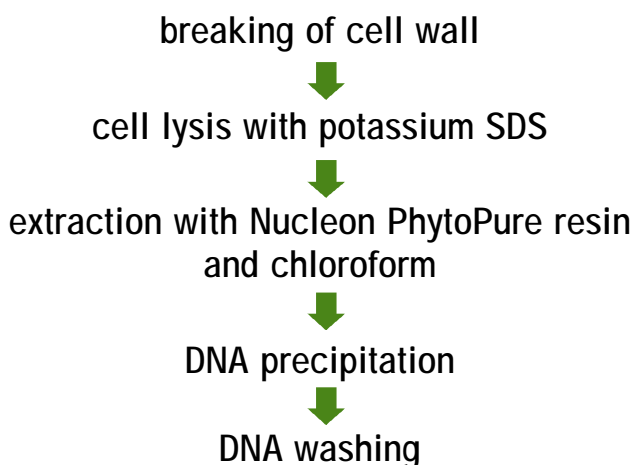 breaking of cell wall
cell lysis with potassium SDS
extraction with Nucleon PhytoPure resin
and chloroform
DNA precipitation
DNA washing